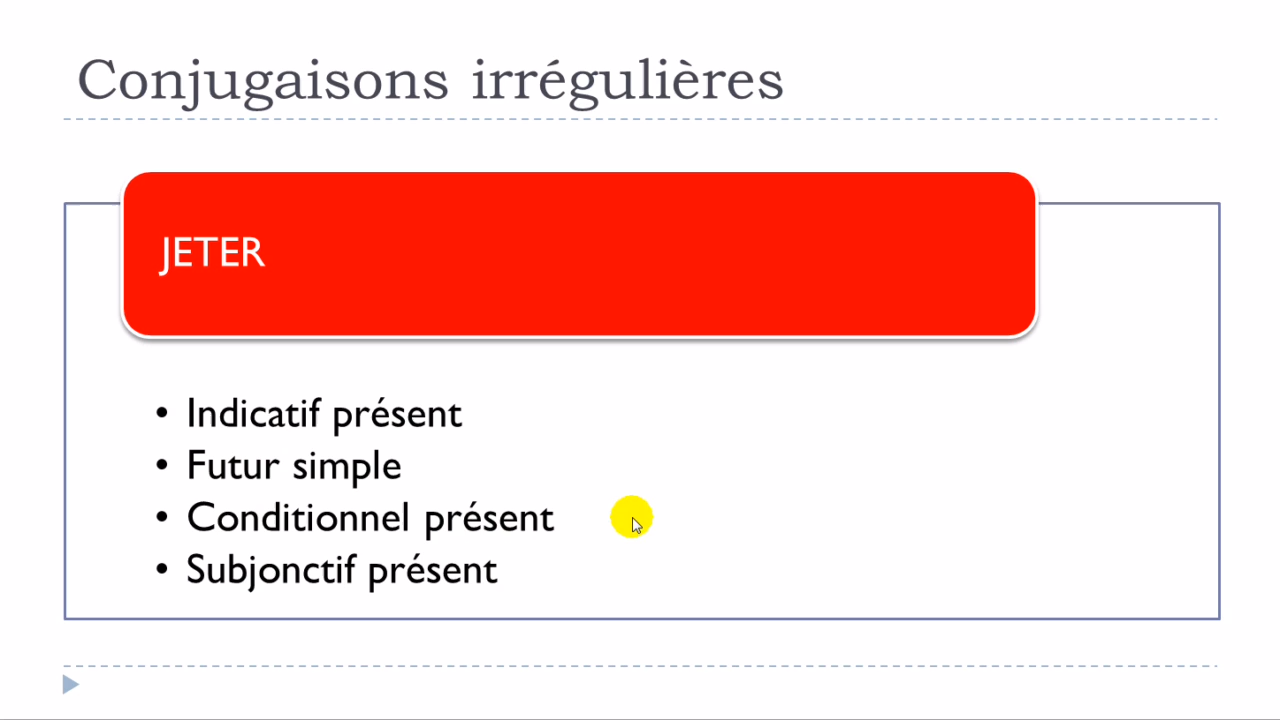 Conjugaisons irrégulières
JETER
• Indicatif présent
• Futur simple
• Conditionnel présent
• Subjonctif présent